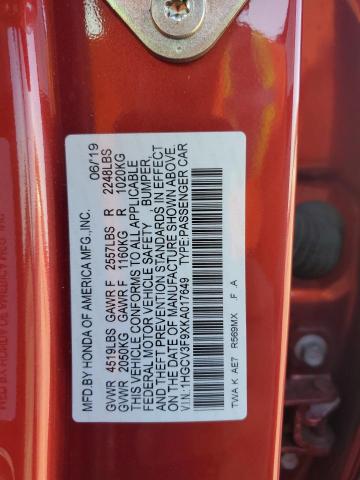 MFD.BY HONDA OF AMERICA MFG.,INC. 06/19
GVWR 4519LBS GAWR F 2557LBS R 2248LBS
GVWR 2050KG GAWR F 1160KG R 1020KG
THIS VEHICLE CONFORMS TO ALL APPLICABLE
FEDERAL MOTOR VEHICLE SAFETY , BUMPER,
AND THEFT PREVENTION STANDARDS IN EFFECT
ON THE DATE OF MANUFACTURE SHOWN ABOVE.
V.I.N.:1HGCV3F9XKA017649 TYPE:PASSENGER CAR
TWA K AE7 R569MX F A